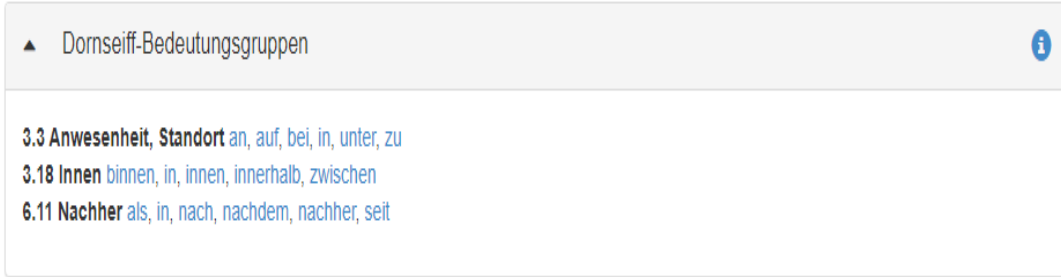 Dornseiff-Bedeutungsgruppen
3.3 Anwesenheit, Standort an, auf, bei, in, unter, zu
3.18 Innen binnen, in, innen, innerhalb, zwischen
6.11 Nachher als, in, nach, nachdem, nachher, seit